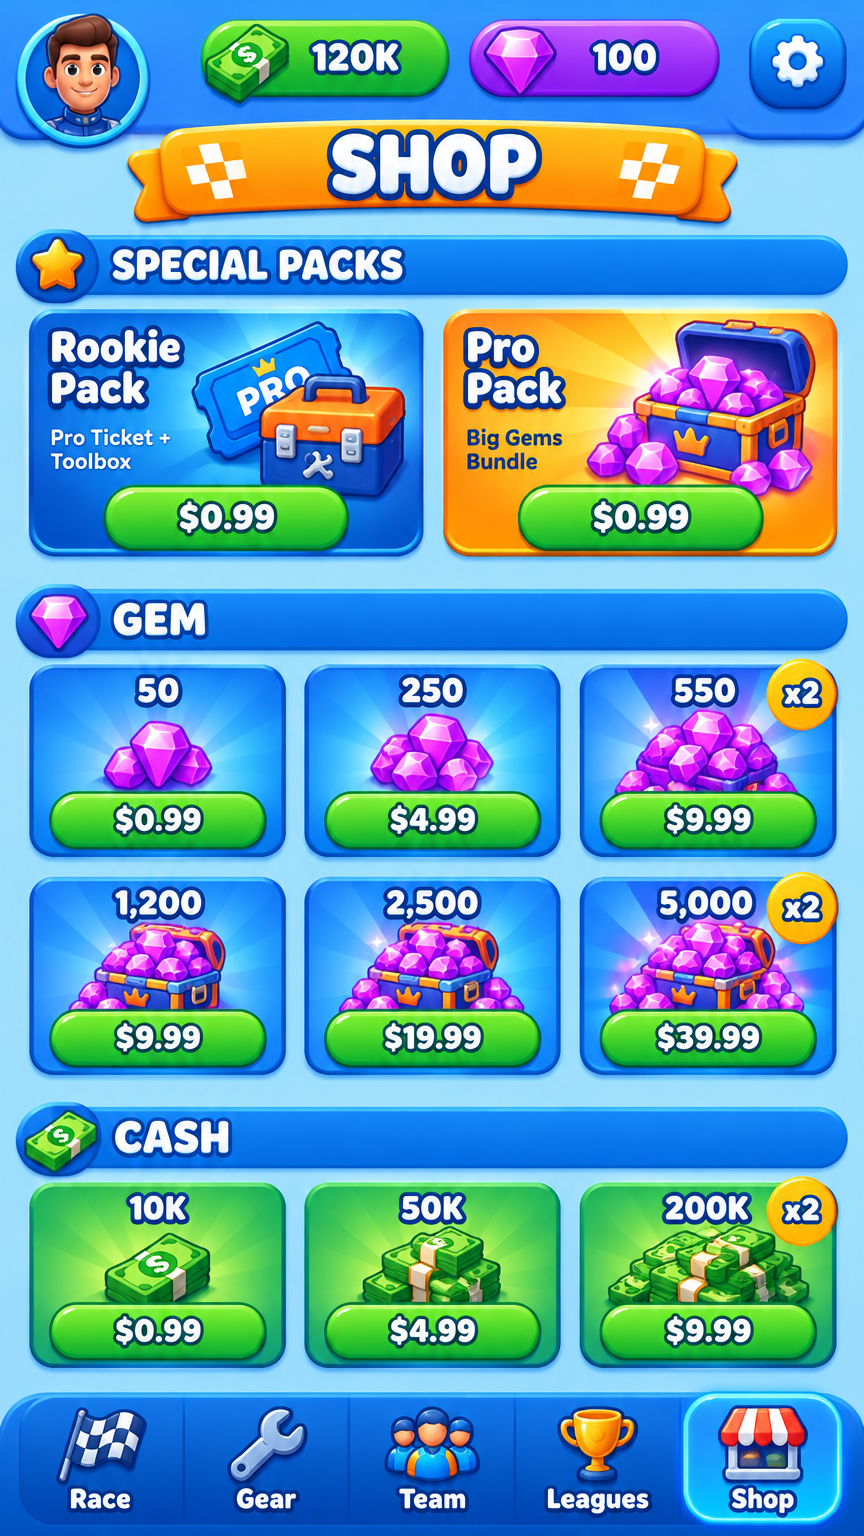 120K
100
SHOP
SPECIAL PACKS
Rookie
Pack
Pro Ticket +
Toolbox
PRO
$0.99
Pro
Pack
Big Gems
Bundle
$0.99
GEM
50
$0.99
250
$4.99
550
x2
$9.99
1,200
$9.99
2,500
$19.99
5,000
x2
$39.99
CASH
10K
$
$0.99
50K
$4.99
200K
x2
$9.99
Race
Gear
Team
Leagues
Shop